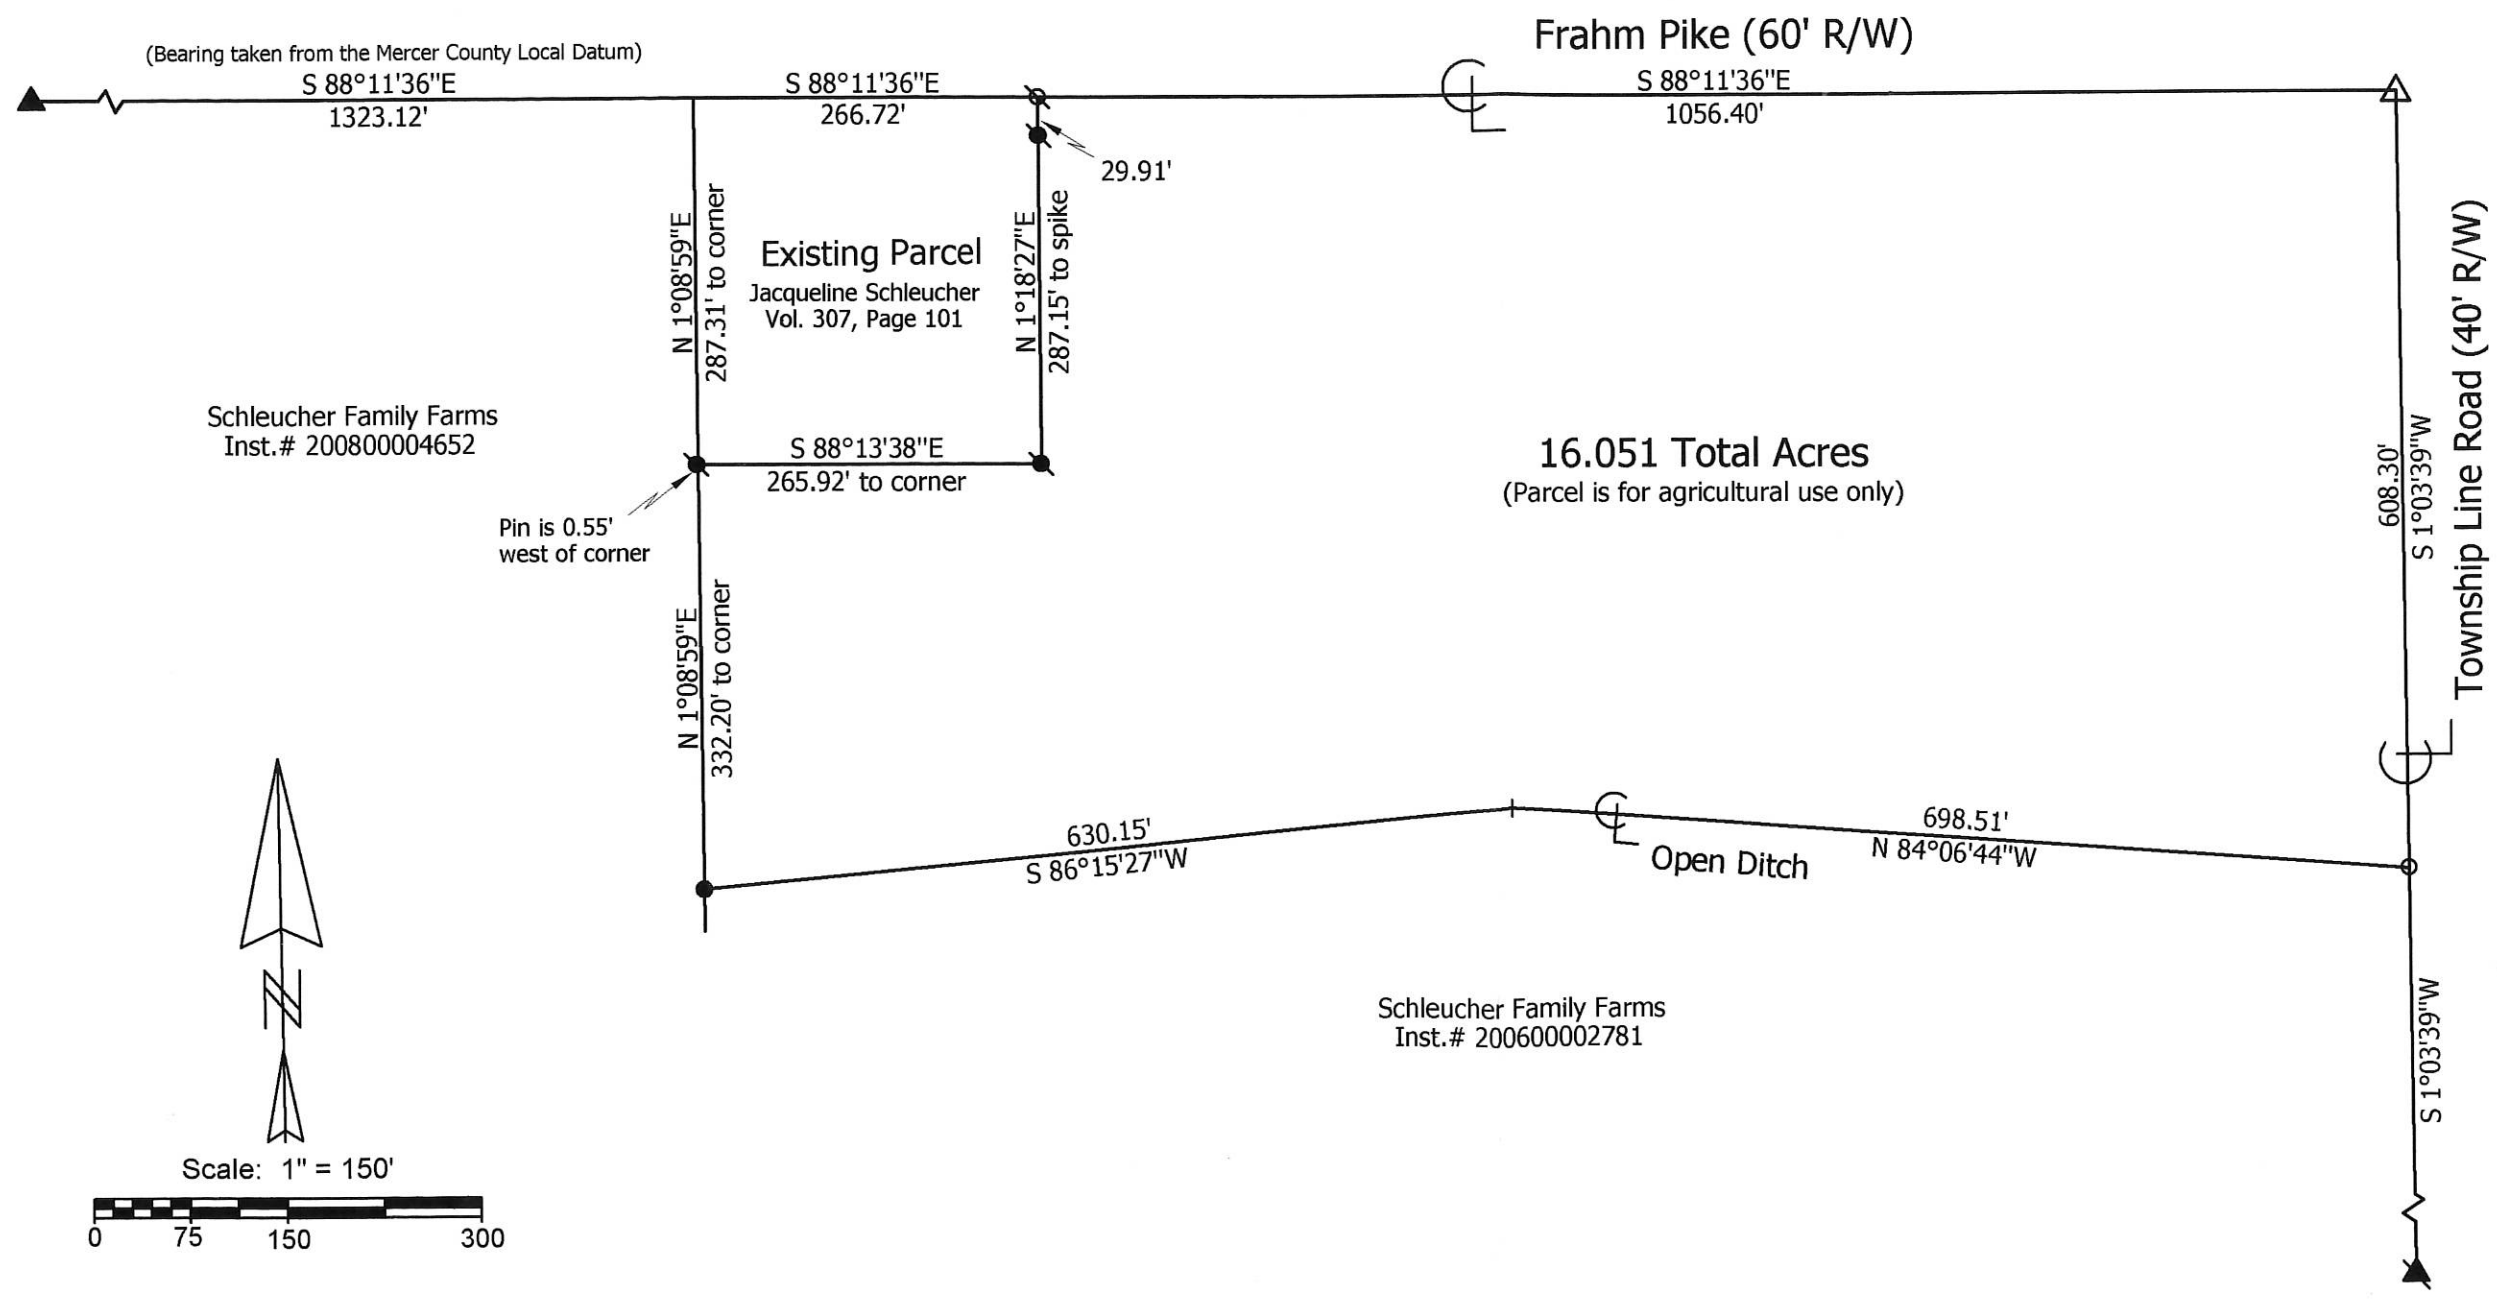 Frahm Pike (60' R/W)
(Bearing taken from the Mercer County Local Datum)
S 88°11'36"E
1323.12'
S 88°11'36"E
266.72'
S 88°11'36"E
1056.40'
29.91'
N 1°08'59"E
287.31' to corner
Existing Parcel
Jacqueline Schleucher
Vol. 307, Page 101
N 1°18'27"E
287.15' to spike
Township Line Road (40' R/W)
608.30'
S 1°03'39"W
Schleucher Family Farms
Inst.# 200800004652
S 88°13'38"E
265.92' to corner
16.051 Total Acres
(Parcel is for agricultural use only)
Pin is 0.55'
west of corner
N 1°08'59"E
332.20' to corner
630.15'
S 86°15'27"W
698.51'
N 84°06'44"W
Open Ditch
Schleucher Family Farms
Inst.# 200600002781
S 1°03'39"W
N
Scale: 1" = 150'
0 75 150 300